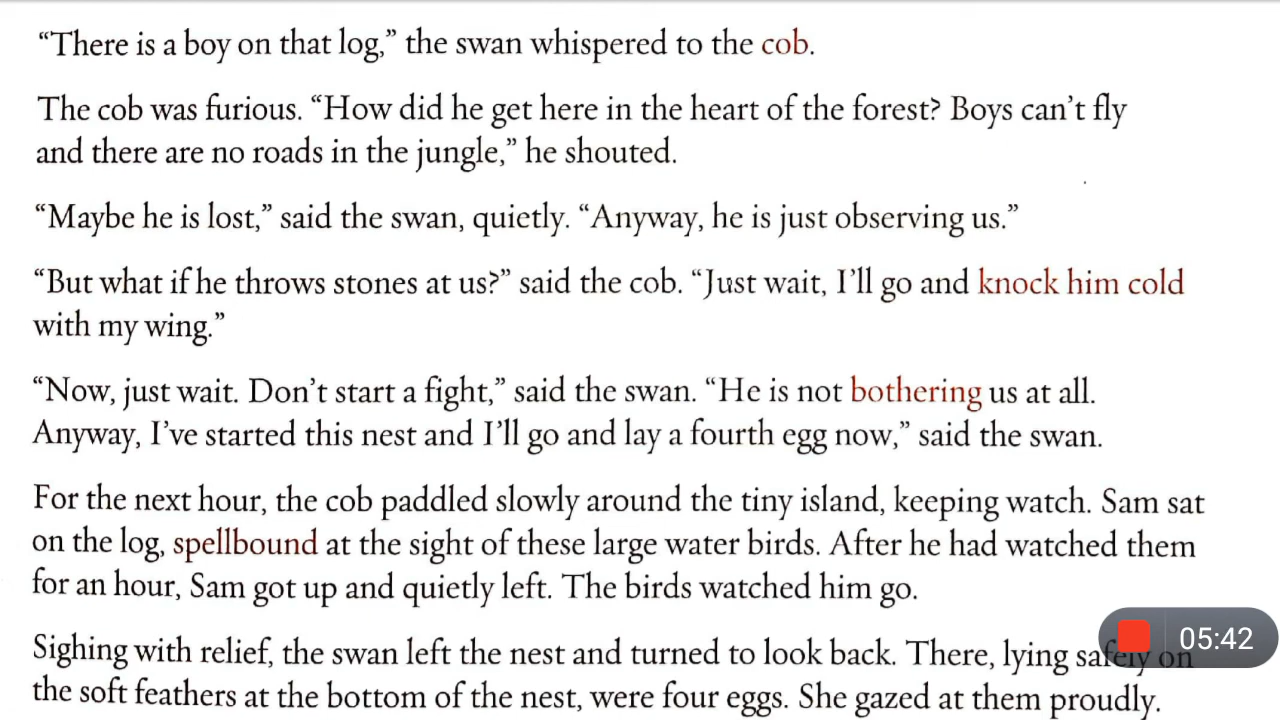 “There is a boy on that log,” the swan whispered to the cob.
The cob was furious. “How did he get here in the heart of the forest? Boys can’t fly
and there are no roads in the jungle,” he shouted.
“Maybe he is lost,” said the swan, quietly. “Anyway, he is just observing us.”
“But what if he throws stones at us?” said the cob. “Just wait, I’ll go and knock him cold
with my wing.”
“Now, just wait. Don’t start a fight,” said the swan. “He is not bothering us at all.
Anyway, I’ve started this nest and I’ll go and lay a fourth egg now,” said the swan.
For the next hour, the cob paddled slowly around the tiny island, keeping watch. Sam sat
on the log, spellbound at the sight of these large water birds. After he had watched them
for an hour, Sam got up and quietly left. The birds watched him go.
Sighing with relief, the swan left the nest and turned to look back. There, lying safely on
the soft feathers at the bottom of the nest, were four eggs. She gazed at them proudly.
05:42